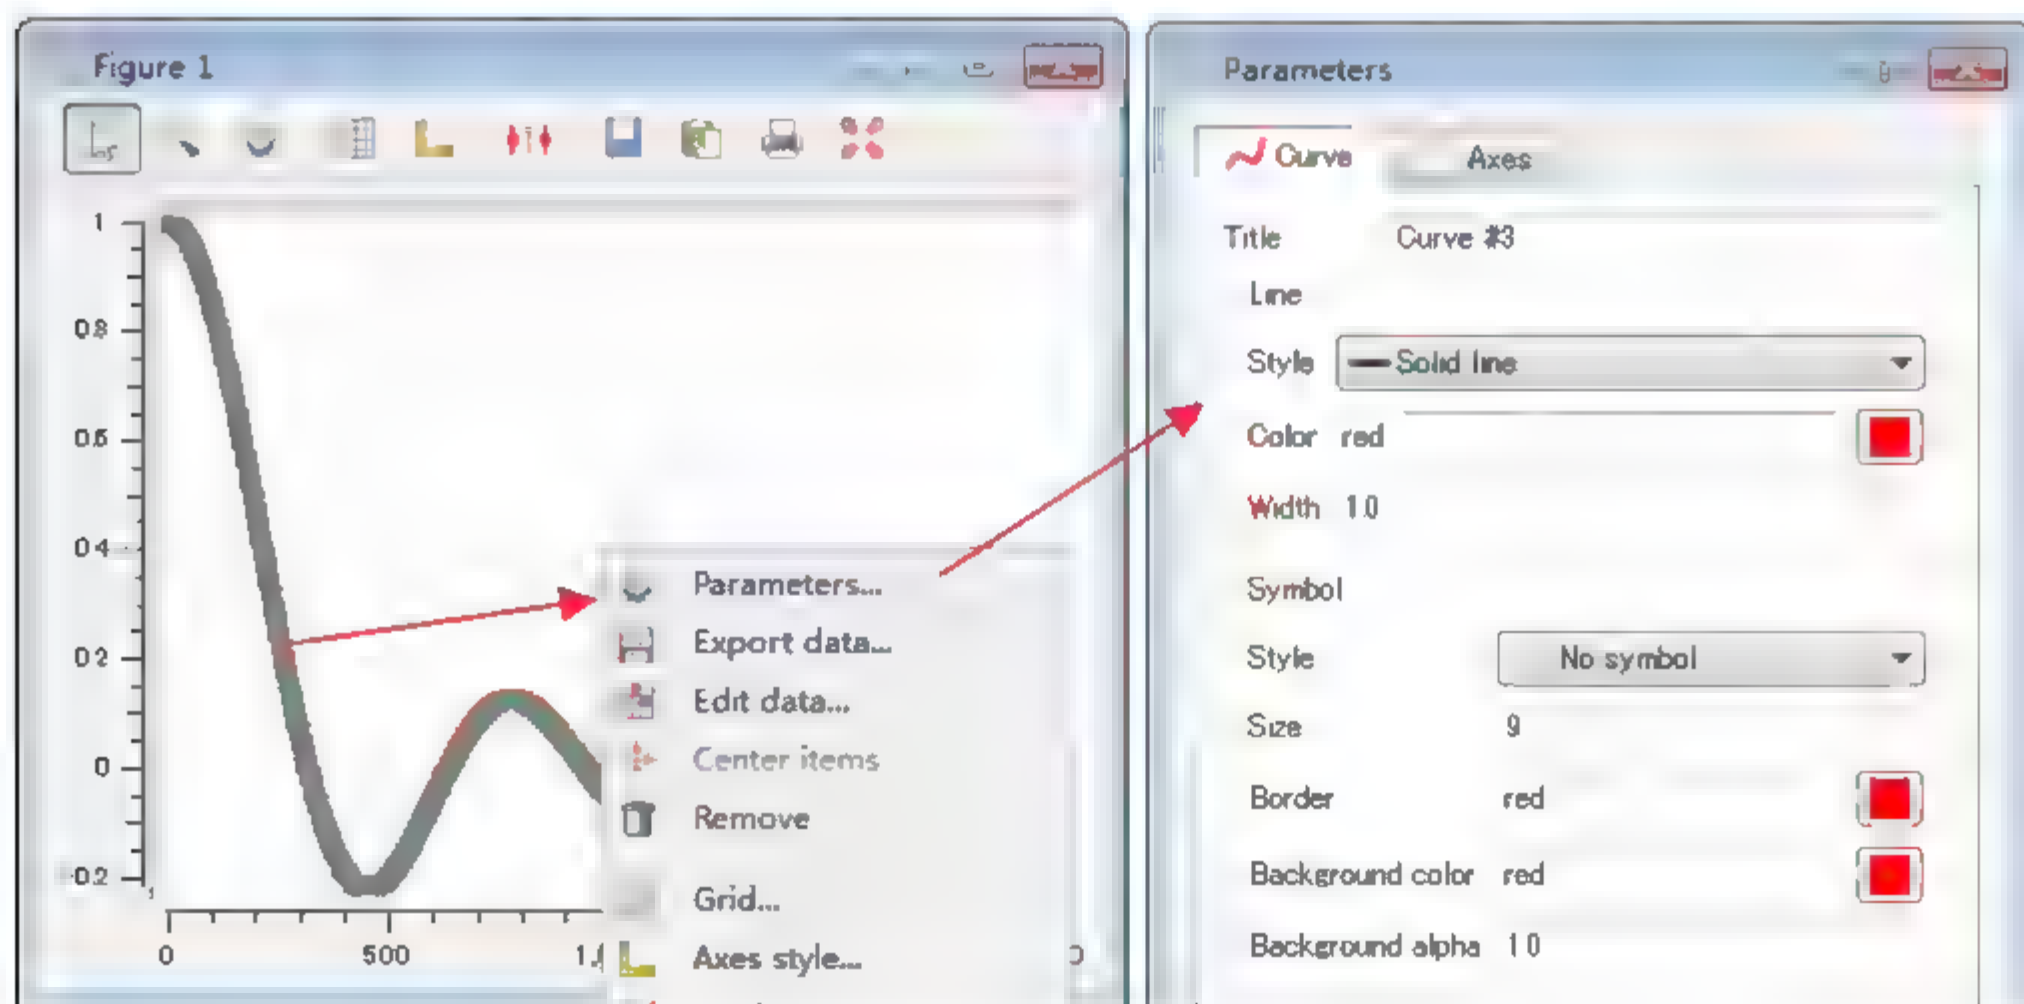 Figure 1
1
0.8
0.6
0.4
0.2
0
-0.2
0
500
Parameters...
Export data...
Edit data...
Center items
Remove
Grid...
Axes style...
Parameters
Curve
Axes
Title Curve #3
Line
Style Solid line
Color red
Width 1.0
Symbol
Style No symbol
Size 9
Border red
Background color red
Background alpha 1.0